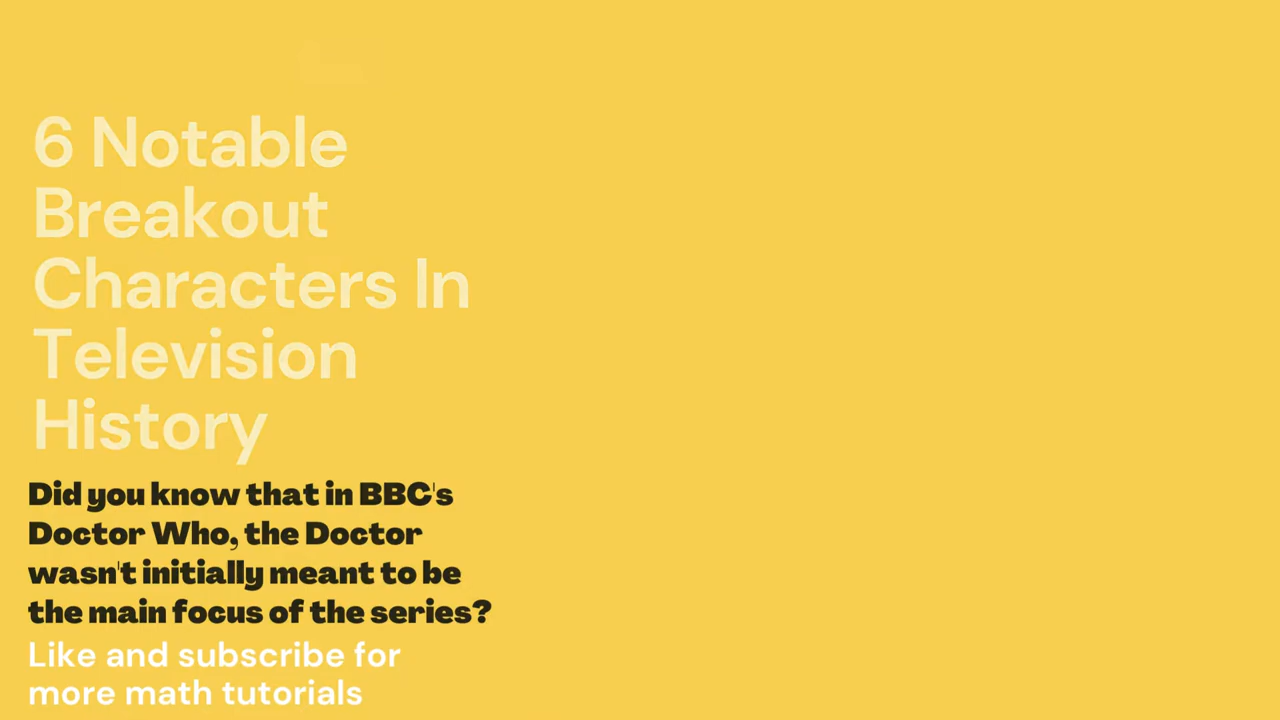 6 Notable
Breakout
Characters In
Television
History
Did you know that in BBC's
Doctor Who, the Doctor
wasn't initially meant to be
the main focus of the series?
Like and subscribe for
more math tutorials